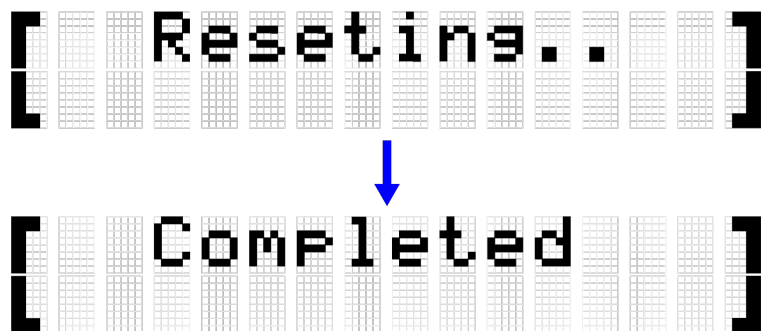 [   Reseting..   ]
[                ]
[   Completed    ]
[                ]